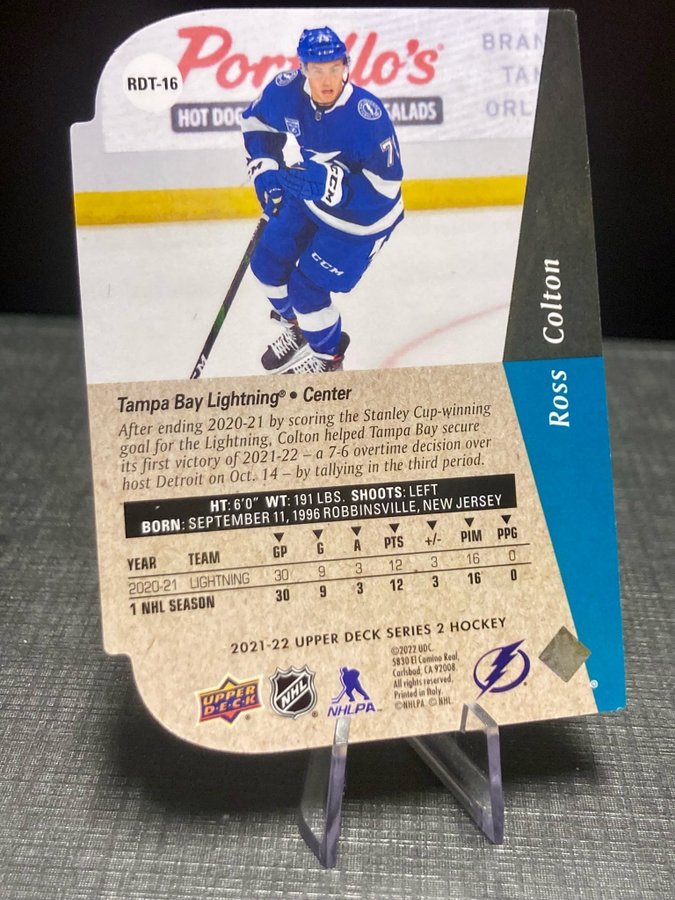 RDT-16
HOT DOG
SALADS
BRAN
TAM
ORL
7
CCM
CCM
CCM
Ross Colton
Tampa Bay Lightning® • Center
After ending 2020-21 by scoring the Stanley Cup-winning
goal for the Lightning, Colton helped Tampa Bay secure
its first victory of 2021-22 – a 7-6 overtime decision over
host Detroit on Oct. 14 – by tallying in the third period.
HT: 6'0" WT: 191 LBS. SHOOTS: LEFT
BORN: SEPTEMBER 11, 1996 ROBBINSVILLE, NEW JERSEY
YEAR TEAM GP G A PTS +/- PIM PPG
2020-21 LIGHTNING 30 9 3 12 3 16 0
1 NHL SEASON 30 9 3 12 3 16 0
2021-22 UPPER DECK SERIES 2 HOCKEY
©2022 UDC.
5830 El Camino Real,
Carlsbad, CA 92008.
All rights reserved.
Printed in Italy.
©NHLPA ©NHL.
UPPER
D·E·C·K
NHL
NHLPA